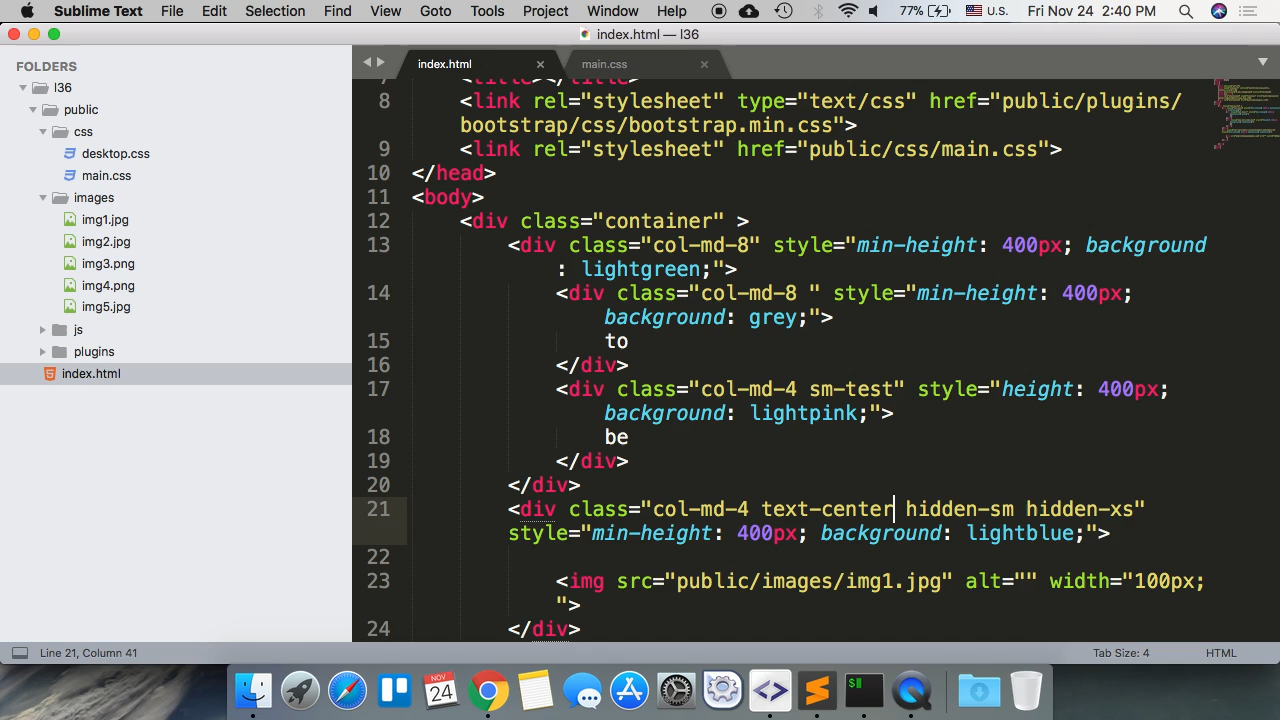 Sublime Text File Edit Selection Find View Goto Tools Project Window Help 77% U.S. Fri Nov 24 2:40 PM
index.html — l36
FOLDERS
l36
public
css
desktop.css
main.css
images
img1.jpg
img2.jpg
img3.png
img4.png
img5.jpg
js
plugins
index.html
index.html × main.css ×
7 <title></title>
8 <link rel="stylesheet" type="text/css" href="public/plugins/
bootstrap/css/bootstrap.min.css">
9 <link rel="stylesheet" href="public/css/main.css">
10 </head>
11 <body>
12 <div class="container" >
13 <div class="col-md-8" style="min-height: 400px; background
: lightgreen;">
14 <div class="col-md-8 " style="min-height: 400px;
background: grey;">
15 to
16 </div>
17 <div class="col-md-4 sm-test" style="height: 400px;
background: lightpink;">
18 be
19 </div>
20 </div>
21 <div class="col-md-4 text-center hidden-sm hidden-xs"
style="min-height: 400px; background: lightblue;">
22
23 <img src="public/images/img1.jpg" alt="" width="100px;
">
24 </div>
Line 21, Column 41 Tab Size: 4 HTML
NOV
24
$